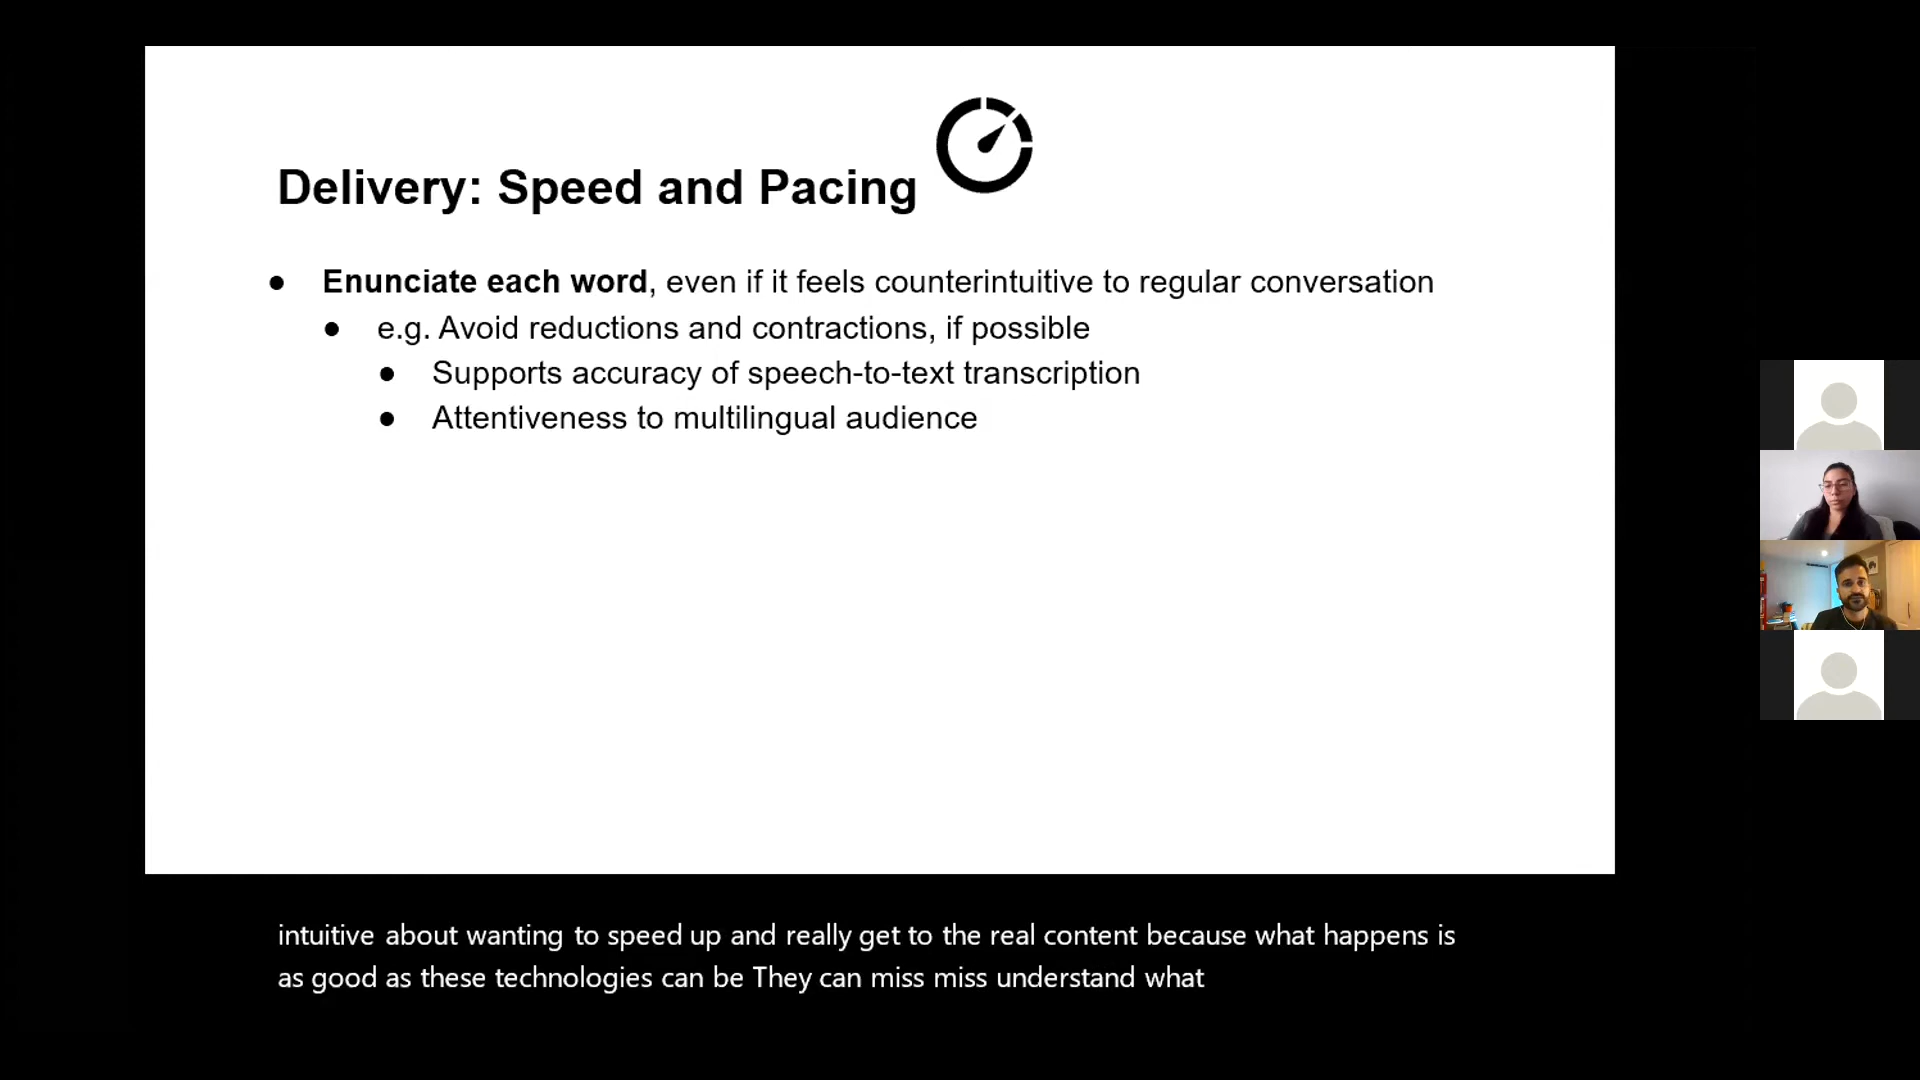 Delivery: Speed and Pacing
● Enunciate each word, even if it feels counterintuitive to regular conversation
● e.g. Avoid reductions and contractions, if possible
● Supports accuracy of speech-to-text transcription
● Attentiveness to multilingual audience
intuitive about wanting to speed up and really get to the real content because what happens is
as good as these technologies can be They can miss miss understand what